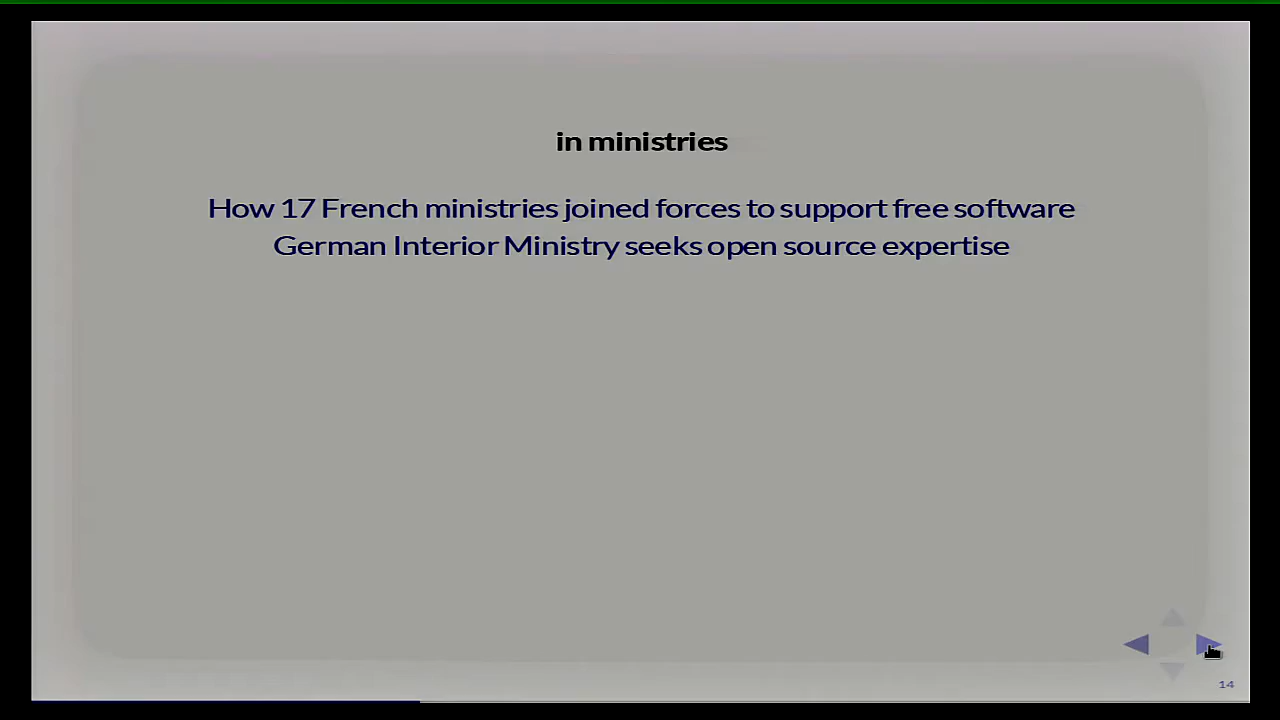 in ministries
How 17 French ministries joined forces to support free software
German Interior Ministry seeks open source expertise
14